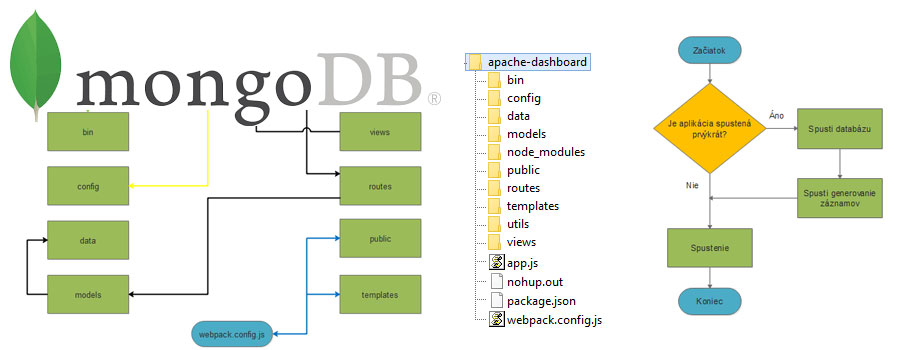 mongoDB®
bin
views
config
routes
data
public
models
templates
webpack.config.js
apache-dashboard
bin
config
data
models
node_modules
public
routes
templates
utils
views
app.js
nohup.out
package.json
webpack.config.js
Začiatok
Je aplikácia spustená
prvýkrát?
Áno
Spusti databázu
Nie
Spusti generovanie
záznamov
Spustenie
Koniec